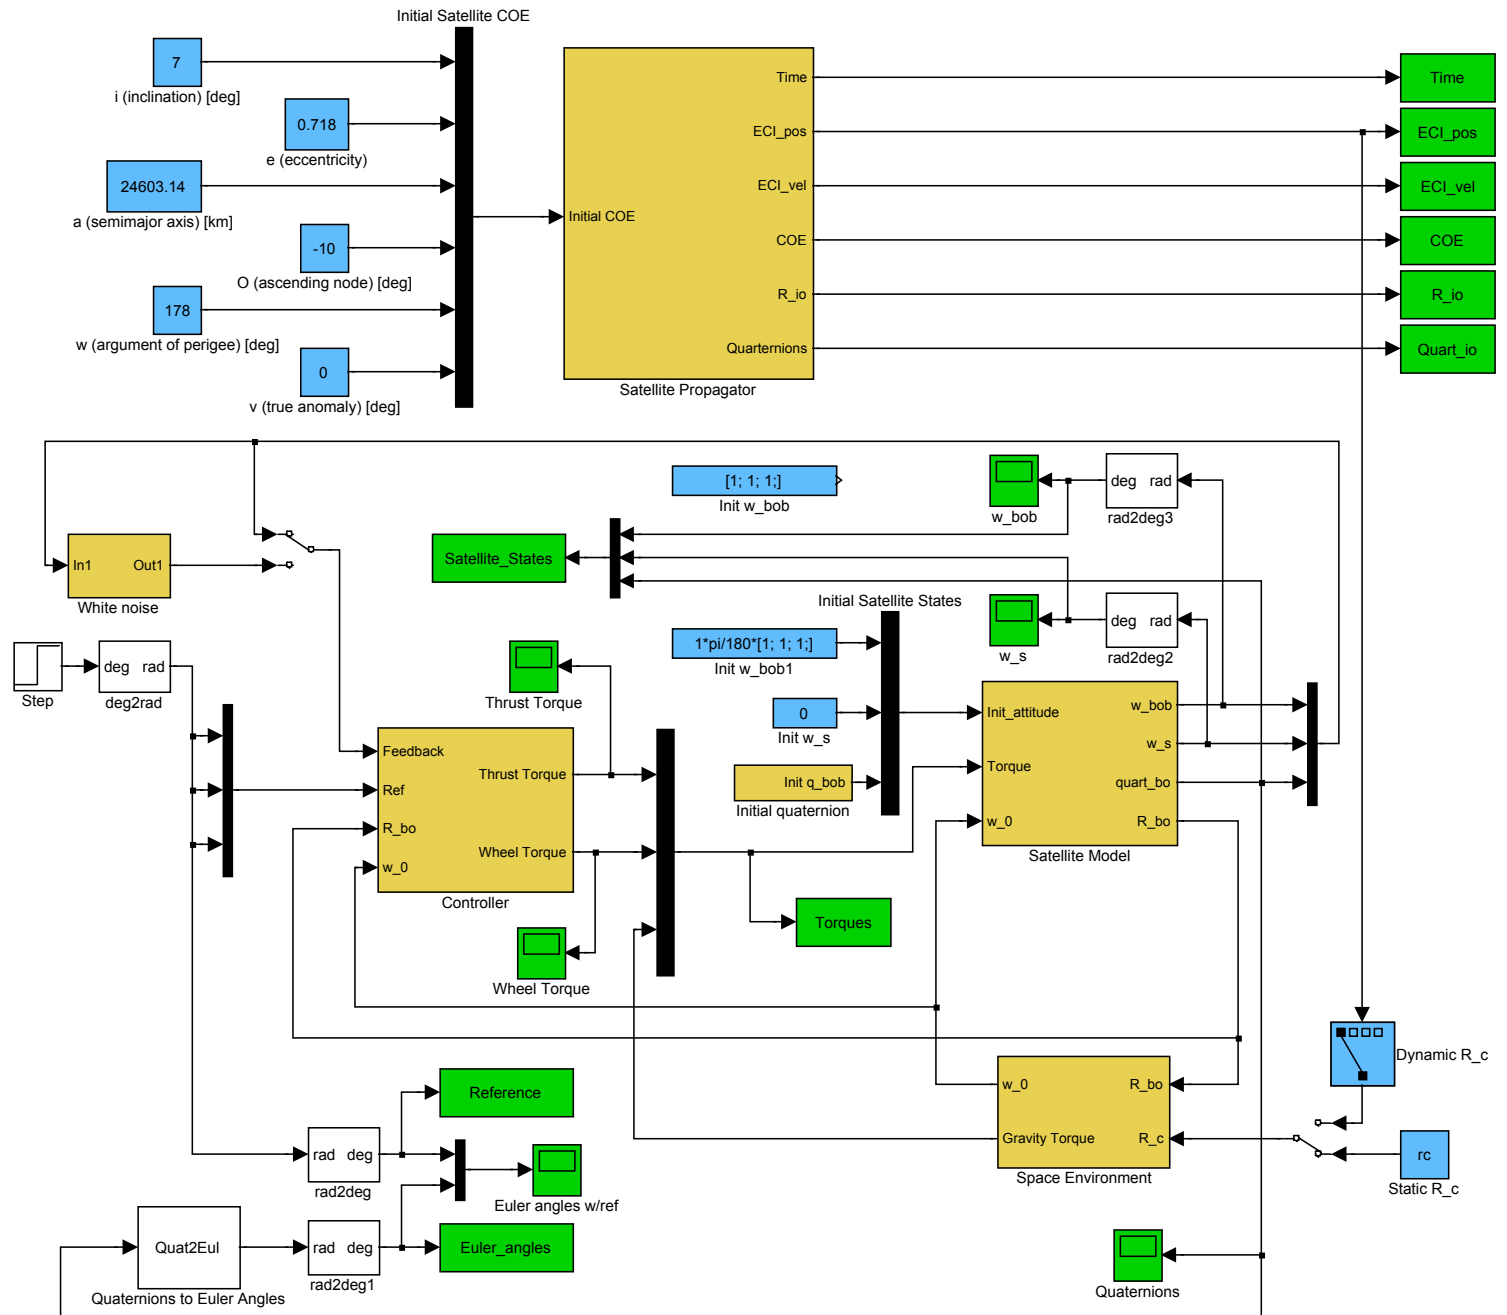 Initial Satellite COE
7
i (inclination) [deg]
0.718
e (eccentricity)
24603.14
a (semimajor axis) [km]
-10
O (ascending node) [deg]
178
w (argument of perigee) [deg]
0
v (true anomaly) [deg]
Initial COE
Time
ECI_pos
ECI_vel
COE
R_io
Quarternions
Satellite Propagator
Time
ECI_pos
ECI_vel
COE
R_io
Quart_io
In1 Out1
White noise
Step
deg rad
deg2rad
[1; 1; 1;]
Init w_bob
w_bob
deg rad
rad2deg3
Satellite_States
Initial Satellite States
1*pi/180*[1; 1; 1;]
Init w_bob1
w_s
deg rad
rad2deg2
0
Init w_s
Init q_bob
Initial quaternion
Thrust Torque
Feedback
Ref
R_bo
w_0
Thrust Torque
Wheel Torque
Controller
Wheel Torque
Torques
Init_attitude
Torque
w_0
w_bob
w_s
quart_bo
R_bo
Satellite Model
Dynamic R_c
w_0
Gravity Torque
R_bo
R_c
Space Environment
rc
Static R_c
Reference
rad deg
rad2deg
Euler angles w/ref
Quat2Eul
Quaternions to Euler Angles
rad deg
rad2deg1
Euler_angles
Quaternions